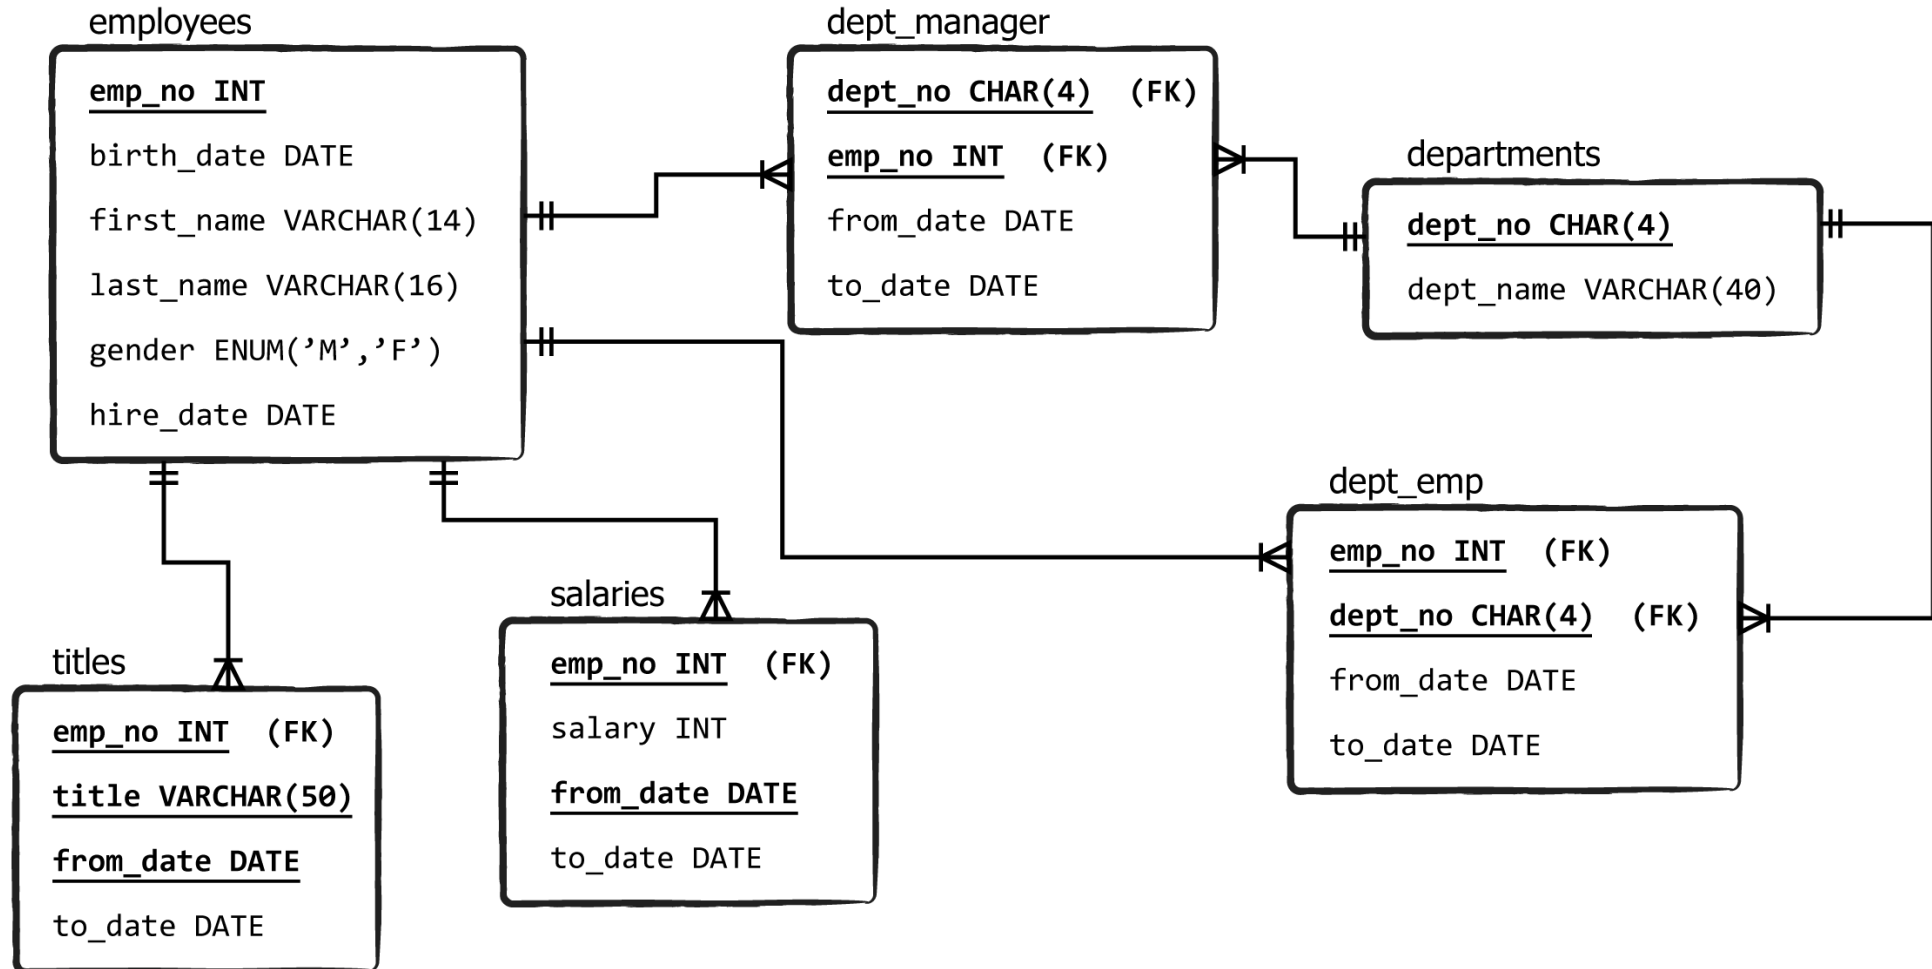 employees
emp_no INT
birth_date DATE
first_name VARCHAR(14)
last_name VARCHAR(16)
gender ENUM(’M’,’F’)
hire_date DATE
dept_manager
dept_no CHAR(4) (FK)
emp_no INT (FK)
from_date DATE
to_date DATE
departments
dept_no CHAR(4)
dept_name VARCHAR(40)
dept_emp
emp_no INT (FK)
dept_no CHAR(4) (FK)
from_date DATE
to_date DATE
salaries
emp_no INT (FK)
salary INT
from_date DATE
to_date DATE
titles
emp_no INT (FK)
title VARCHAR(50)
from_date DATE
to_date DATE